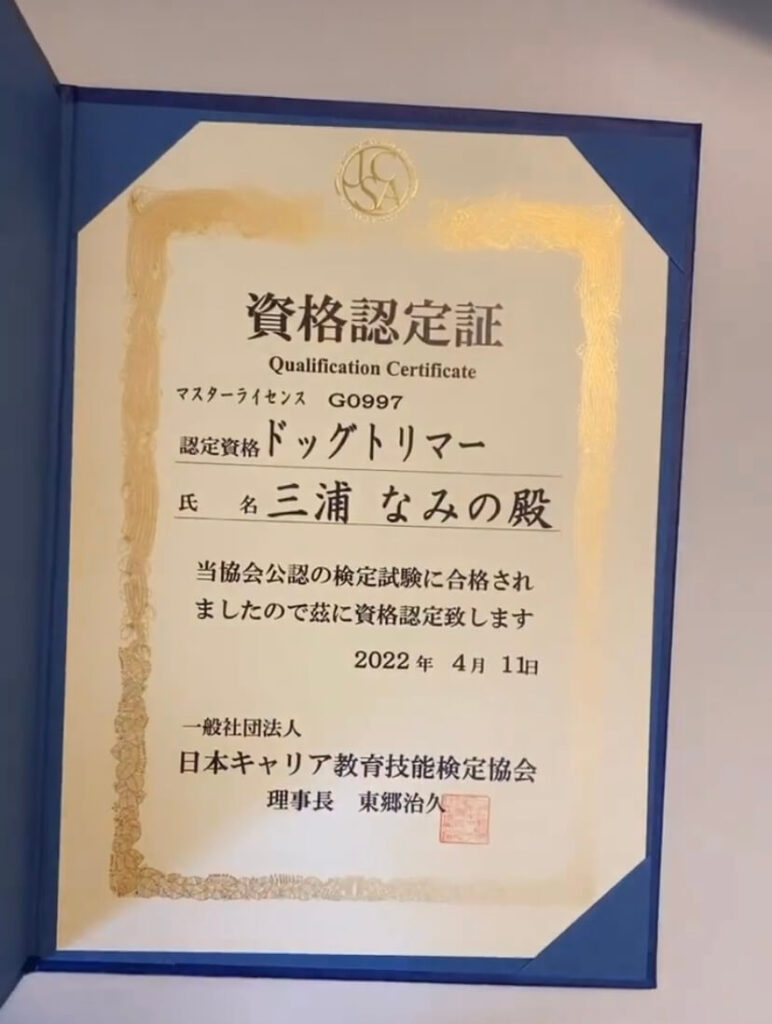 JCSA
資格認定証
Qualification Certificate
マスターライセンス G0997
認定資格 ドッグトリマー
氏 名 三浦 なみの殿
当協会公認の検定試験に合格され
ましたので茲に資格認定致します
2022年 4月 11日
一般社団法人
日本キャリア教育技能検定協会
理事長 東郷治久